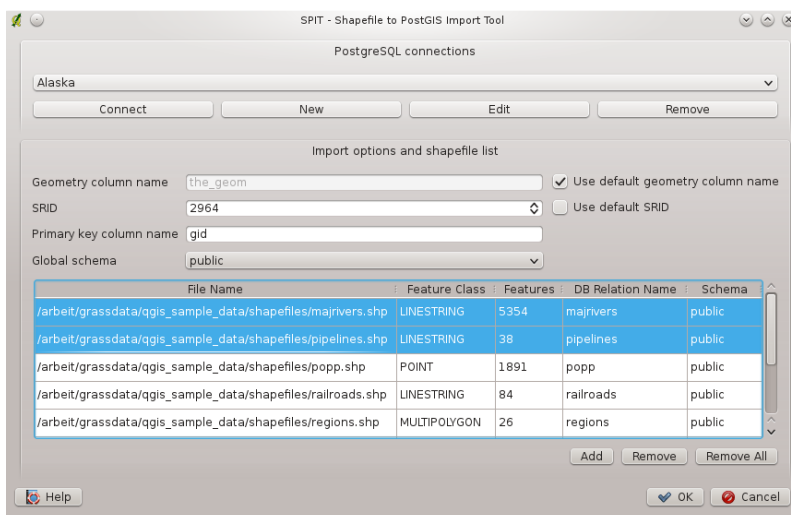 SPIT - Shapefile to PostGIS Import Tool
PostgreSQL connections
Alaska
Connect New Edit Remove
Import options and shapefile list
Geometry column name the_geom Use default geometry column name
SRID 2964 Use default SRID
Primary key column name gid
Global schema public
File Name Feature Class Features DB Relation Name Schema
/arbeit/grassdata/qgis_sample_data/shapefiles/majrivers.shp LINESTRING 5354 majrivers public
/arbeit/grassdata/qgis_sample_data/shapefiles/pipelines.shp LINESTRING 38 pipelines public
/arbeit/grassdata/qgis_sample_data/shapefiles/popp.shp POINT 1891 popp public
/arbeit/grassdata/qgis_sample_data/shapefiles/railroads.shp LINESTRING 84 railroads public
/arbeit/grassdata/qgis_sample_data/shapefiles/regions.shp MULTIPOLYGON 26 regions public
Add Remove Remove All
Help OK Cancel